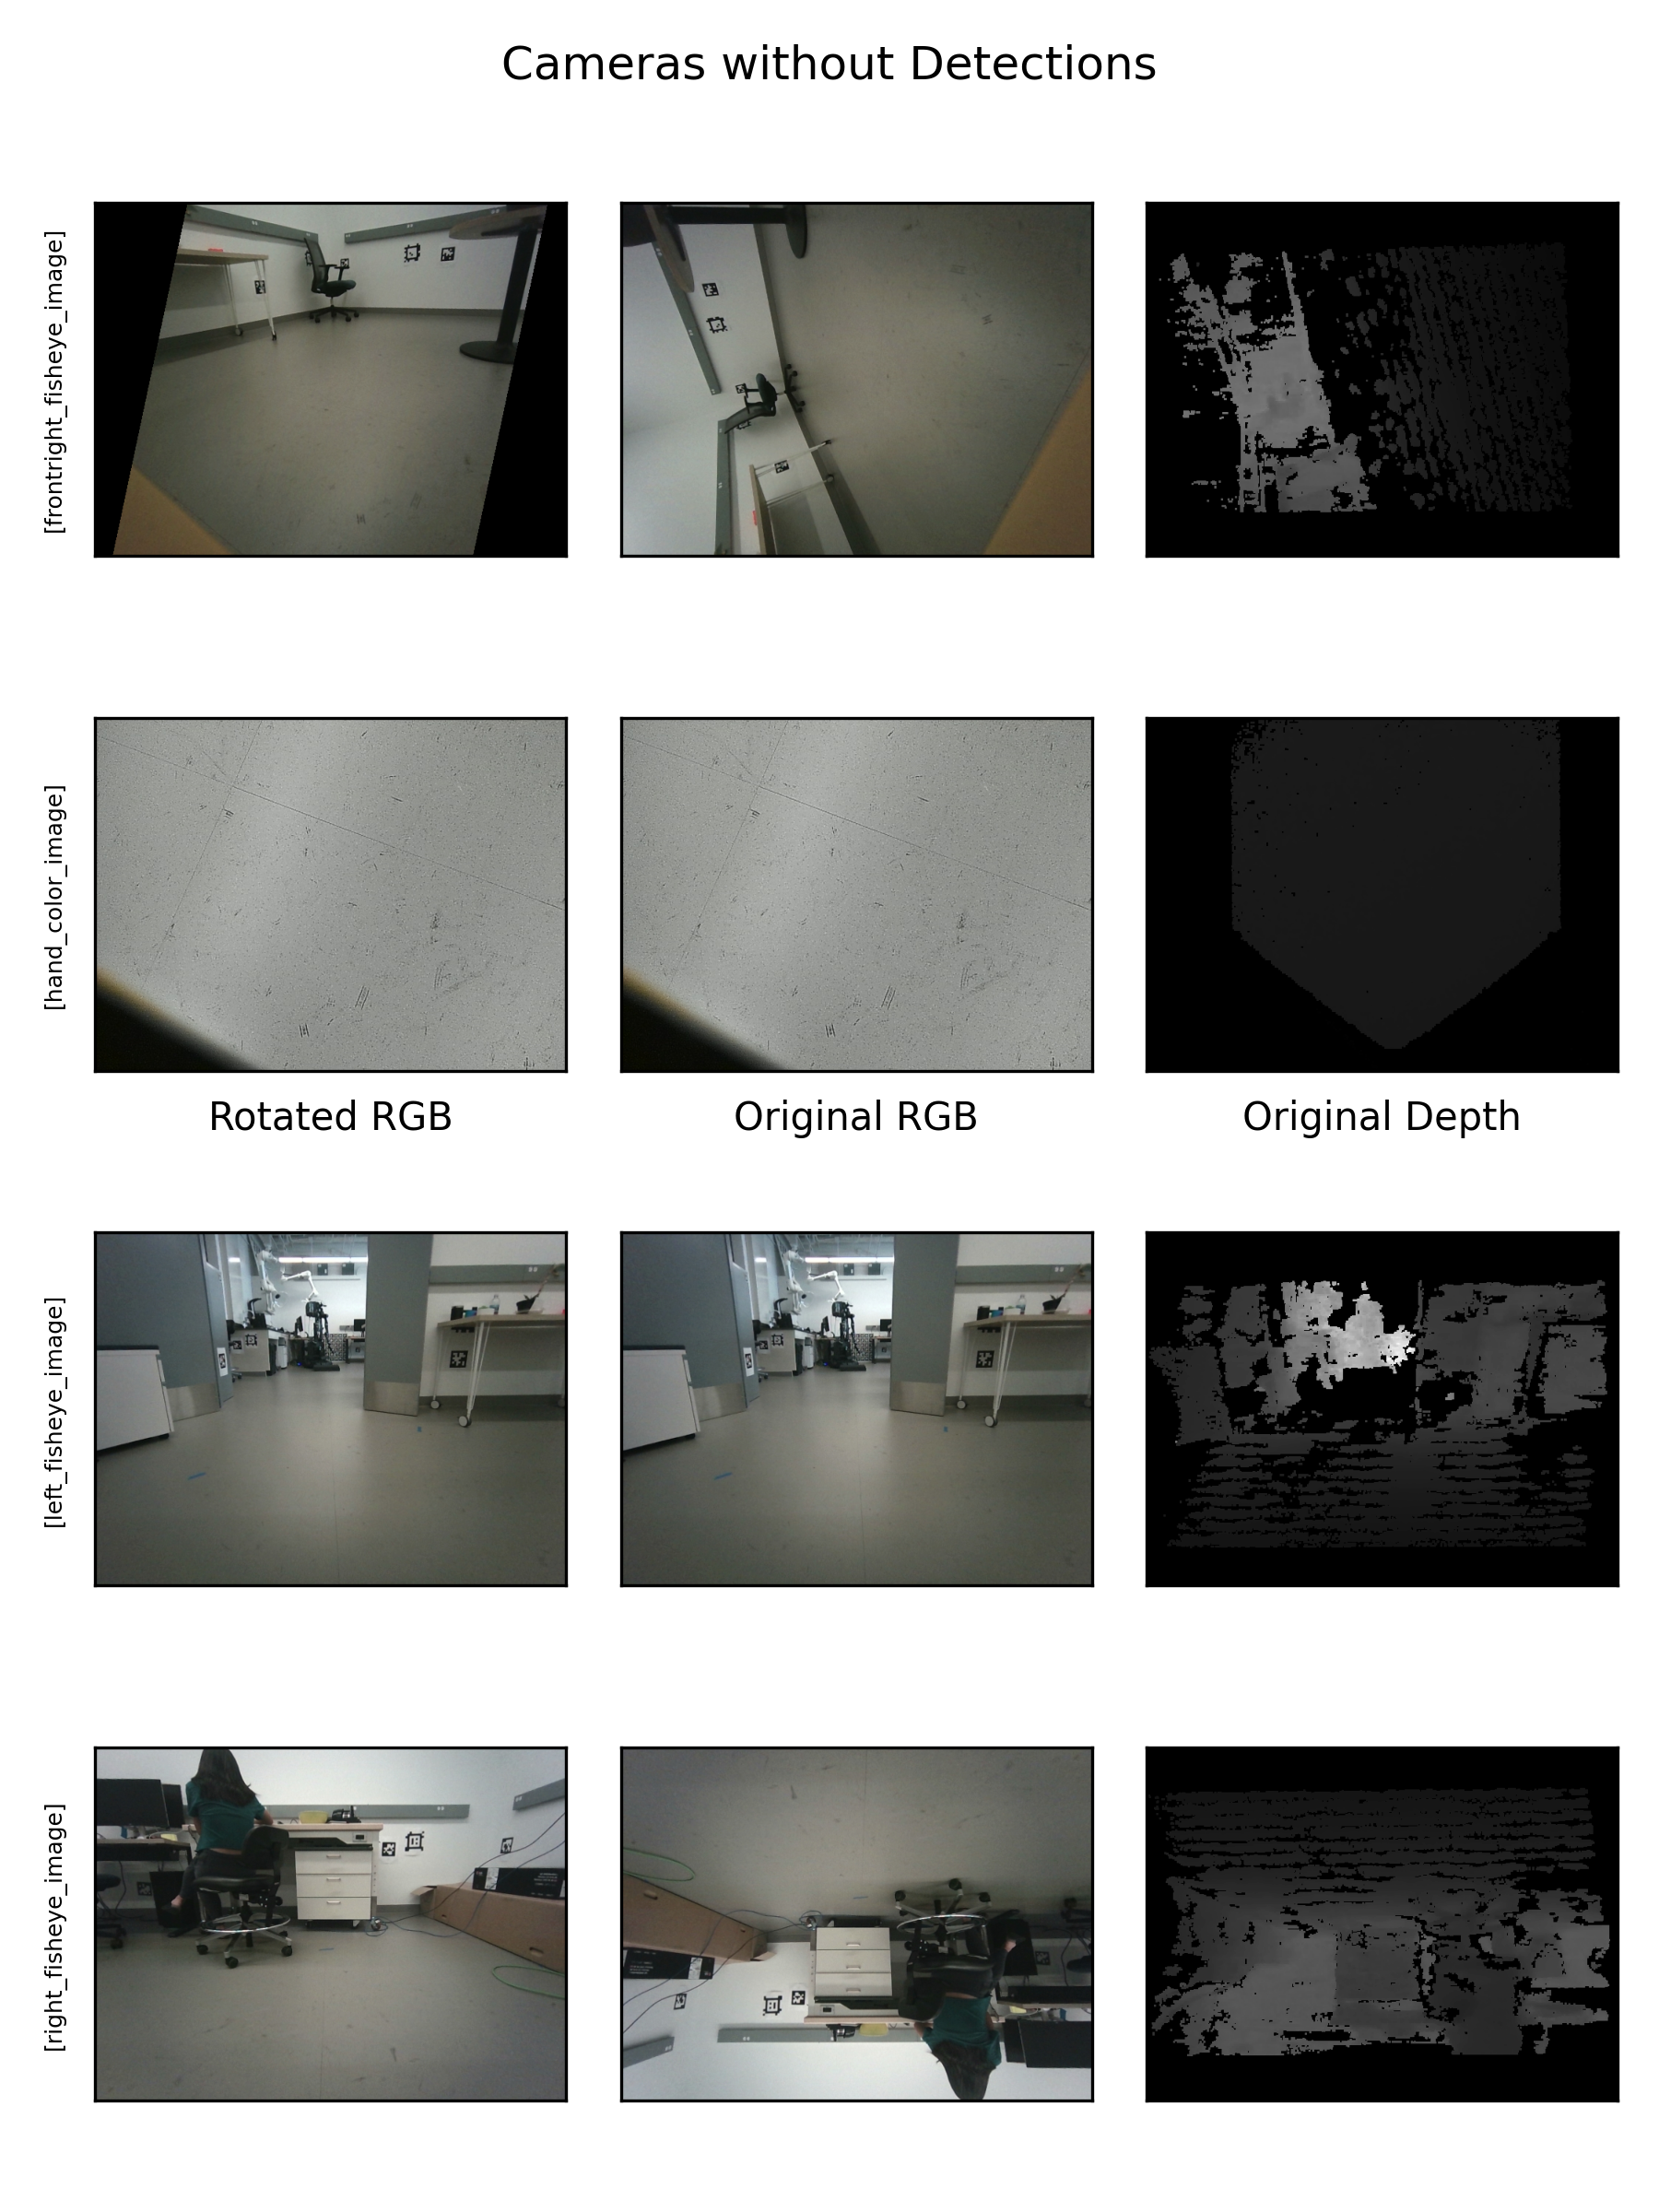 Cameras without Detections
[frontright_fisheye_image]
[hand_color_image]
Rotated RGB
Original RGB
Original Depth
[left_fisheye_image]
[right_fisheye_image]